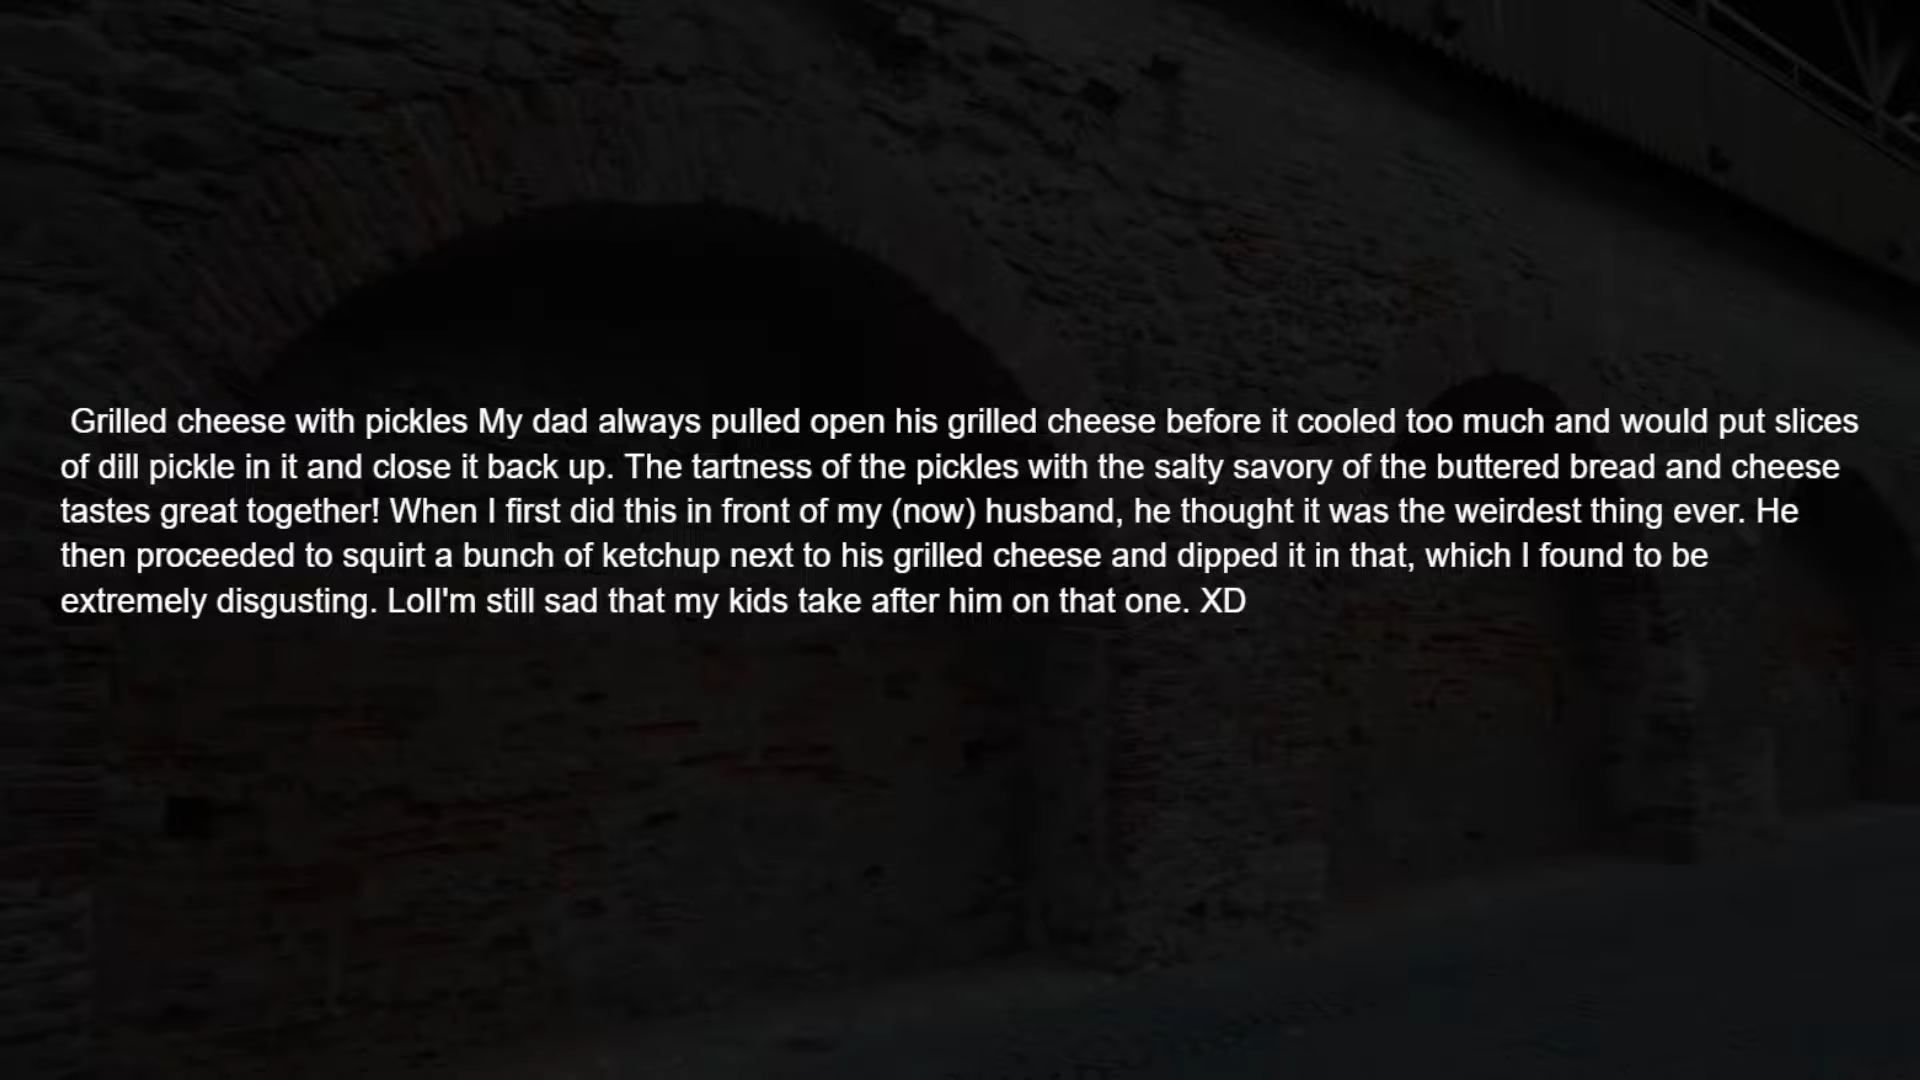 Grilled cheese with pickles My dad always pulled open his grilled cheese before it cooled too much and would put slices
of dill pickle in it and close it back up. The tartness of the pickles with the salty savory of the buttered bread and cheese
tastes great together! When I first did this in front of my (now) husband, he thought it was the weirdest thing ever. He
then proceeded to squirt a bunch of ketchup next to his grilled cheese and dipped it in that, which I found to be
extremely disgusting. LolI'm still sad that my kids take after him on that one. XD